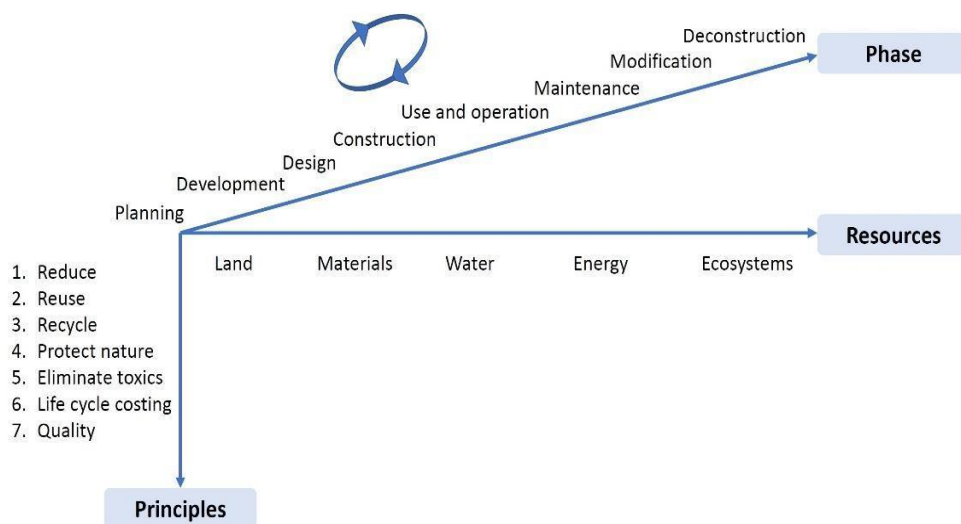 Deconstruction
Phase
Modification
Maintenance
Use and operation
Construction
Design
Development
Planning
Resources
Land Materials Water Energy Ecosystems
1. Reduce
2. Reuse
3. Recycle
4. Protect nature
5. Eliminate toxics
6. Life cycle costing
7. Quality
Principles